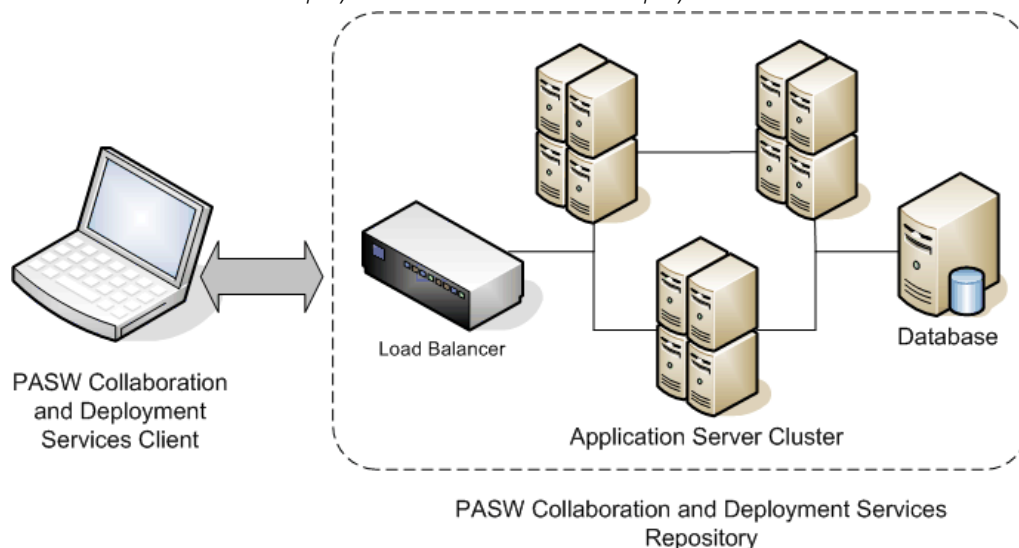 Load Balancer
Database
PASW Collaboration
and Deployment
Services Client
Application Server Cluster
PASW Collaboration and Deployment Services
Repository